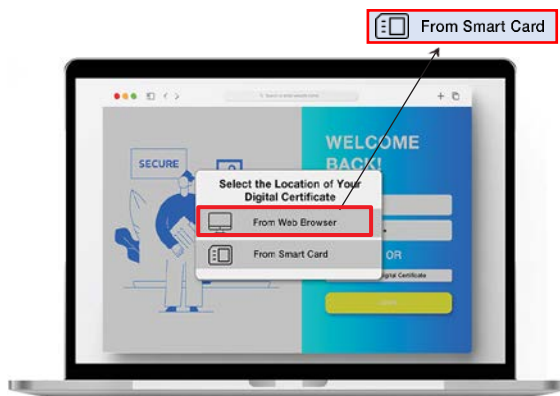 From Smart Card
WELCOME
BACK!
SECURE
Select the Location of Your
Digital Certificate
From Web Browser
From Smart Card
OR
Digital Certificate